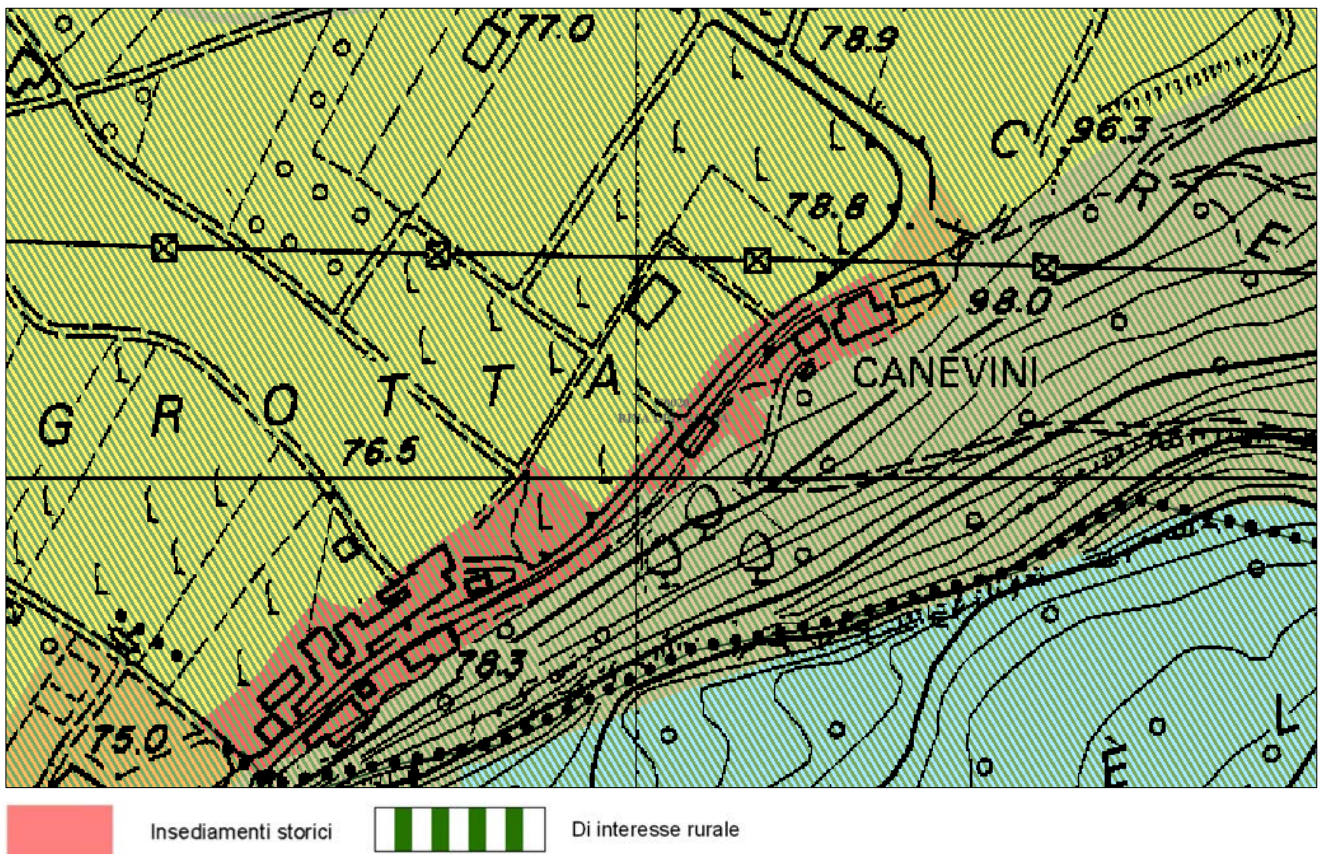 77.0
78.9
C
96.3
R
78.8
E
98.0
CANEVINI
G R O T T A
76.5
78.3
75.0
È
L
Insediamenti storici
Di interesse rurale